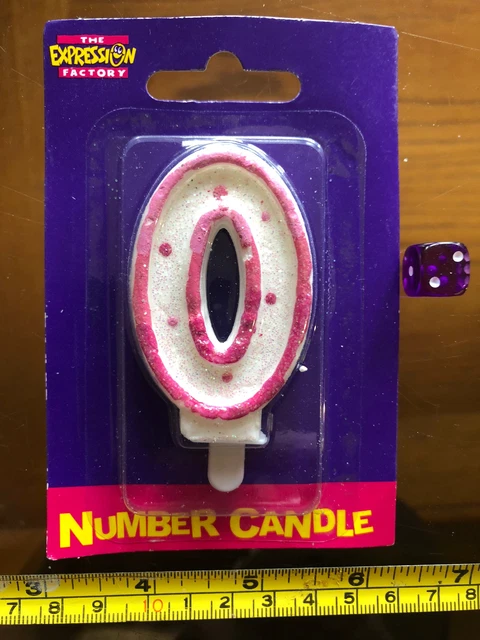 THE
EXPRESSION
FACTORY
0
NUMBER CANDLE
3 4 5 6 7
7 8 9 10 1 2 3 4 5 6 7 8